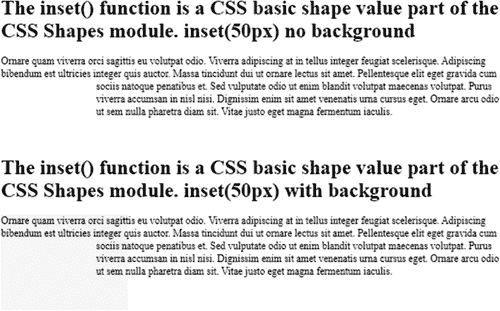 The inset() function is a CSS basic shape value part of the
CSS Shapes module. inset(50px) no background
Ornare quam viverra orci sagittis eu volutpat odio. Viverra adipiscing at in tellus integer feugiat scelerisque. Adipiscing
bibendum est ultricies integer quis auctor. Massa tincidunt dui ut ornare lectus sit amet. Pellentesque elit eget gravida cum
sociis natoque penatibus et. Sed vulputate odio ut enim blandit volutpat maecenas volutpat. Purus
viverra accumsan in nisl nisi. Dignissim enim sit amet venenatis urna cursus eget. Ornare arcu odio
ut sem nulla pharetra diam sit. Vitae justo eget magna fermentum iaculis.
The inset() function is a CSS basic shape value part of the
CSS Shapes module. inset(50px) with background
Ornare quam viverra orci sagittis eu volutpat odio. Viverra adipiscing at in tellus integer feugiat scelerisque. Adipiscing
bibendum est ultricies integer quis auctor. Massa tincidunt dui ut ornare lectus sit amet. Pellentesque elit eget gravida cum
sociis natoque penatibus et. Sed vulputate odio ut enim blandit volutpat maecenas volutpat. Purus
viverra accumsan in nisl nisi. Dignissim enim sit amet venenatis urna cursus eget. Ornare arcu odio
ut sem nulla pharetra diam sit. Vitae justo eget magna fermentum iaculis.